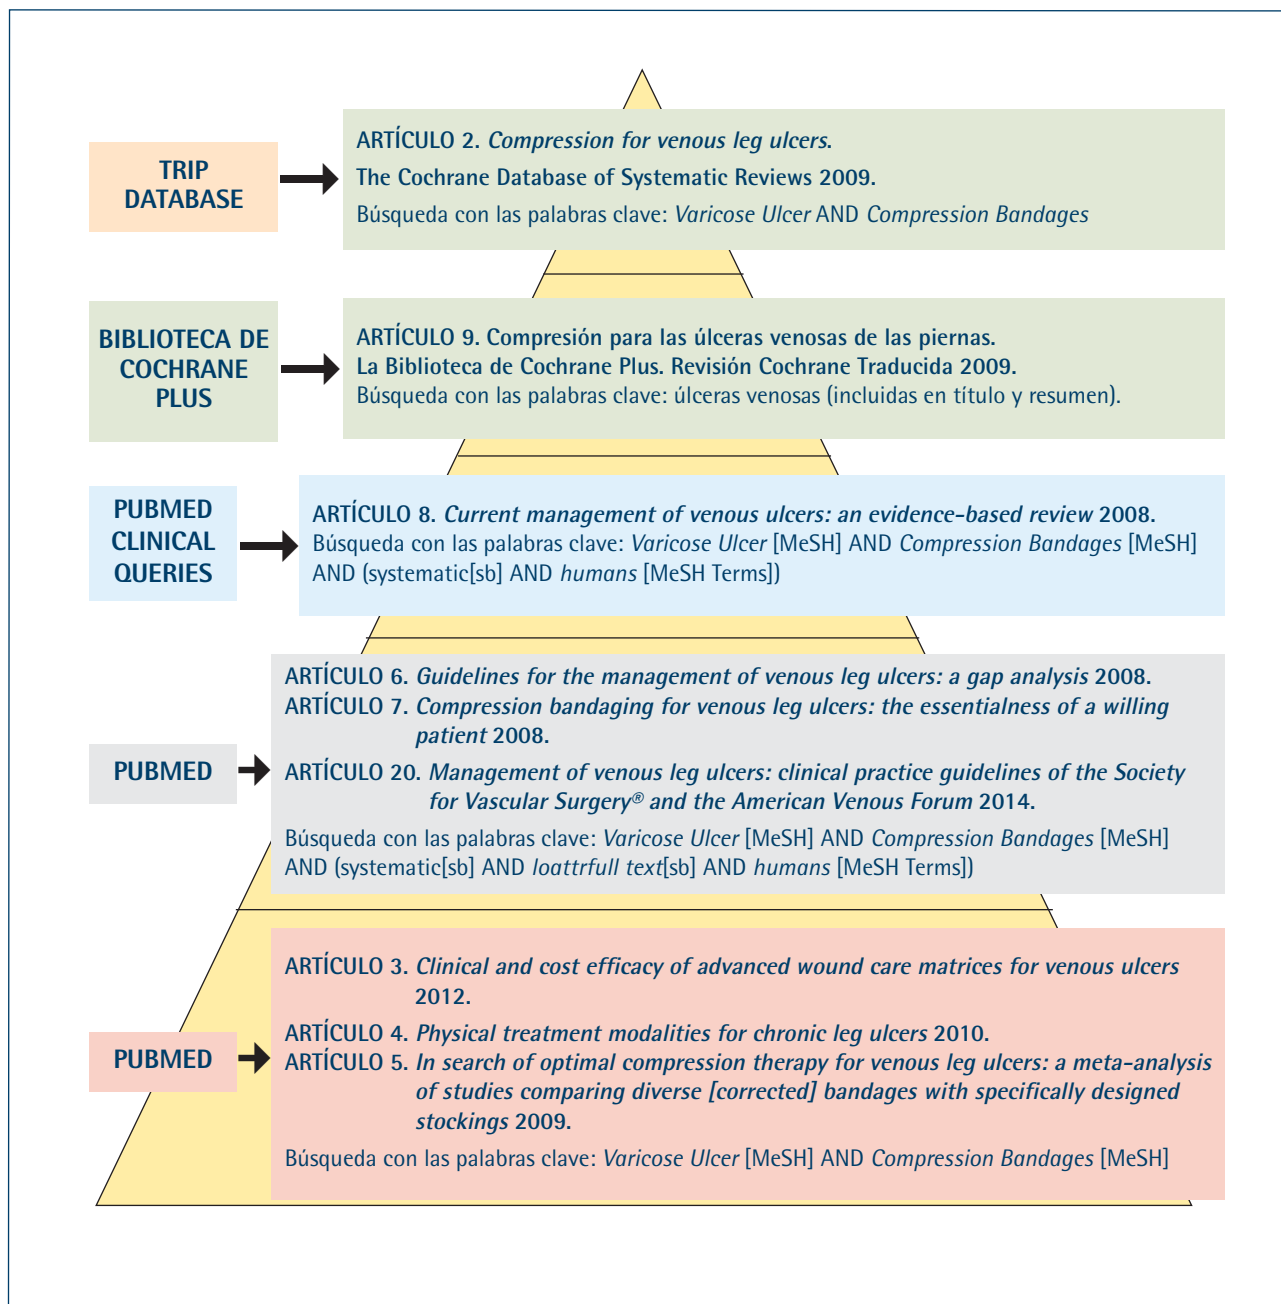 TRIP
DATABASE
ARTÍCULO 2. Compression for venous leg ulcers.
The Cochrane Database of Systematic Reviews 2009.
Búsqueda con las palabras clave: Varicose Ulcer AND Compression Bandages
BIBLIOTECA DE
COCHRANE
PLUS
ARTÍCULO 9. Compresión para las úlceras venosas de las piernas.
La Biblioteca de Cochrane Plus. Revisión Cochrane Traducida 2009.
Búsqueda con las palabras clave: úlceras venosas (incluidas en título y resumen).
PUBMED
CLINICAL
QUERIES
ARTÍCULO 8. Current management of venous ulcers: an evidence-based review 2008.
Búsqueda con las palabras clave: Varicose Ulcer [MeSH] AND Compression Bandages [MeSH]
AND (systematic[sb] AND humans [MeSH Terms])
PUBMED
ARTÍCULO 6. Guidelines for the management of venous leg ulcers: a gap analysis 2008.
ARTÍCULO 7. Compression bandaging for venous leg ulcers: the essentialness of a willing
patient 2008.
ARTÍCULO 20. Management of venous leg ulcers: clinical practice guidelines of the Society
for Vascular Surgery® and the American Venous Forum 2014.
Búsqueda con las palabras clave: Varicose Ulcer [MeSH] AND Compression Bandages [MeSH]
AND (systematic[sb] AND loattrfull text[sb] AND humans [MeSH Terms])
PUBMED
ARTÍCULO 3. Clinical and cost efficacy of advanced wound care matrices for venous ulcers
2012.
ARTÍCULO 4. Physical treatment modalities for chronic leg ulcers 2010.
ARTÍCULO 5. In search of optimal compression therapy for venous leg ulcers: a meta-analysis
of studies comparing diverse [corrected] bandages with specifically designed
stockings 2009.
Búsqueda con las palabras clave: Varicose Ulcer [MeSH] AND Compression Bandages [MeSH]